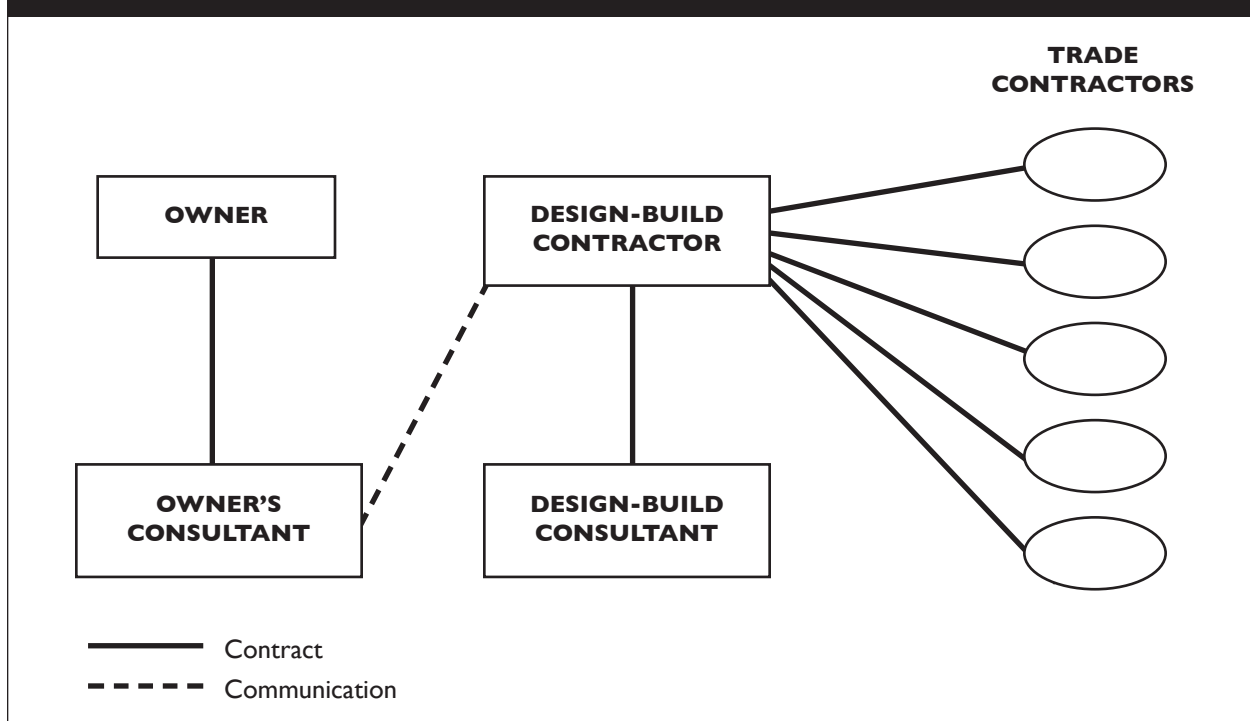 TRADE
CONTRACTORS
OWNER
DESIGN-BUILD
CONTRACTOR
OWNER’S
CONSULTANT
DESIGN-BUILD
CONSULTANT
Contract
Communication